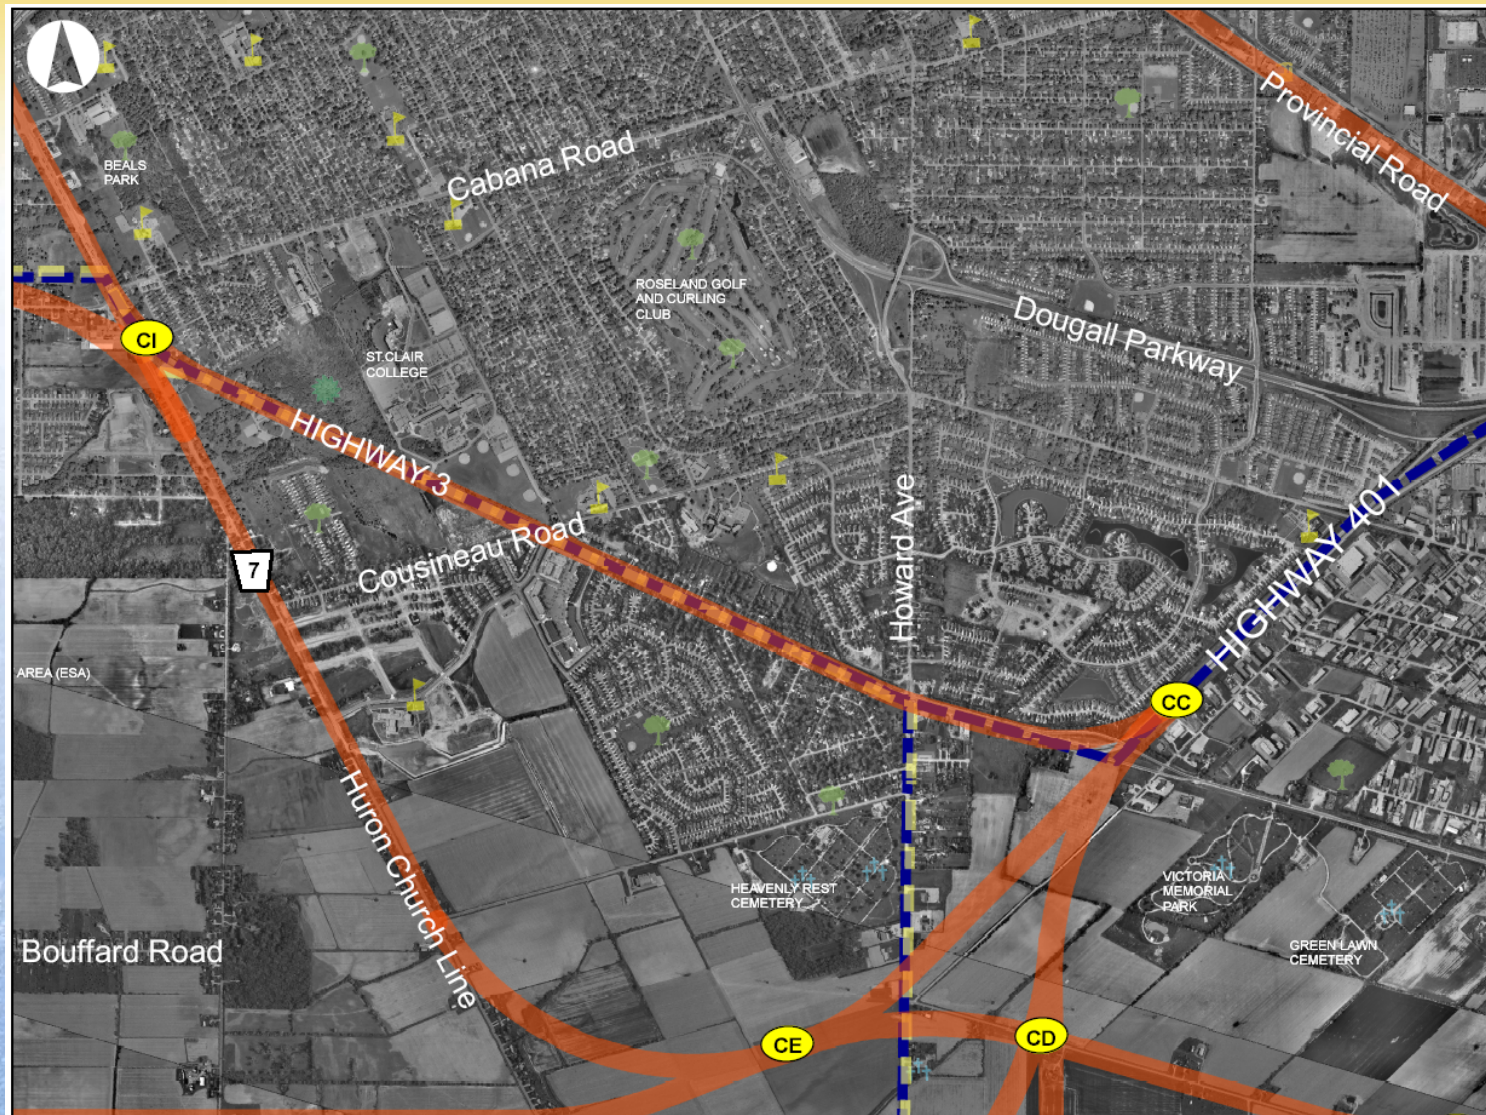 Provincial Road
Cabana Road
BEALS
PARK
ROSELAND GOLF
AND CURLING
CLUB
Dougall Parkway
CI
ST.CLAIR
COLLEGE
HIGHWAY 3
HIGHWAY 401
Howard Ave
Cousineau Road
7
AREA (ESA)
CC
Huron Church Line
HEAVENLY REST
CEMETERY
VICTORIA
MEMORIAL
PARK
Bouffard Road
GREEN LAWN
CEMETERY
CE
CD